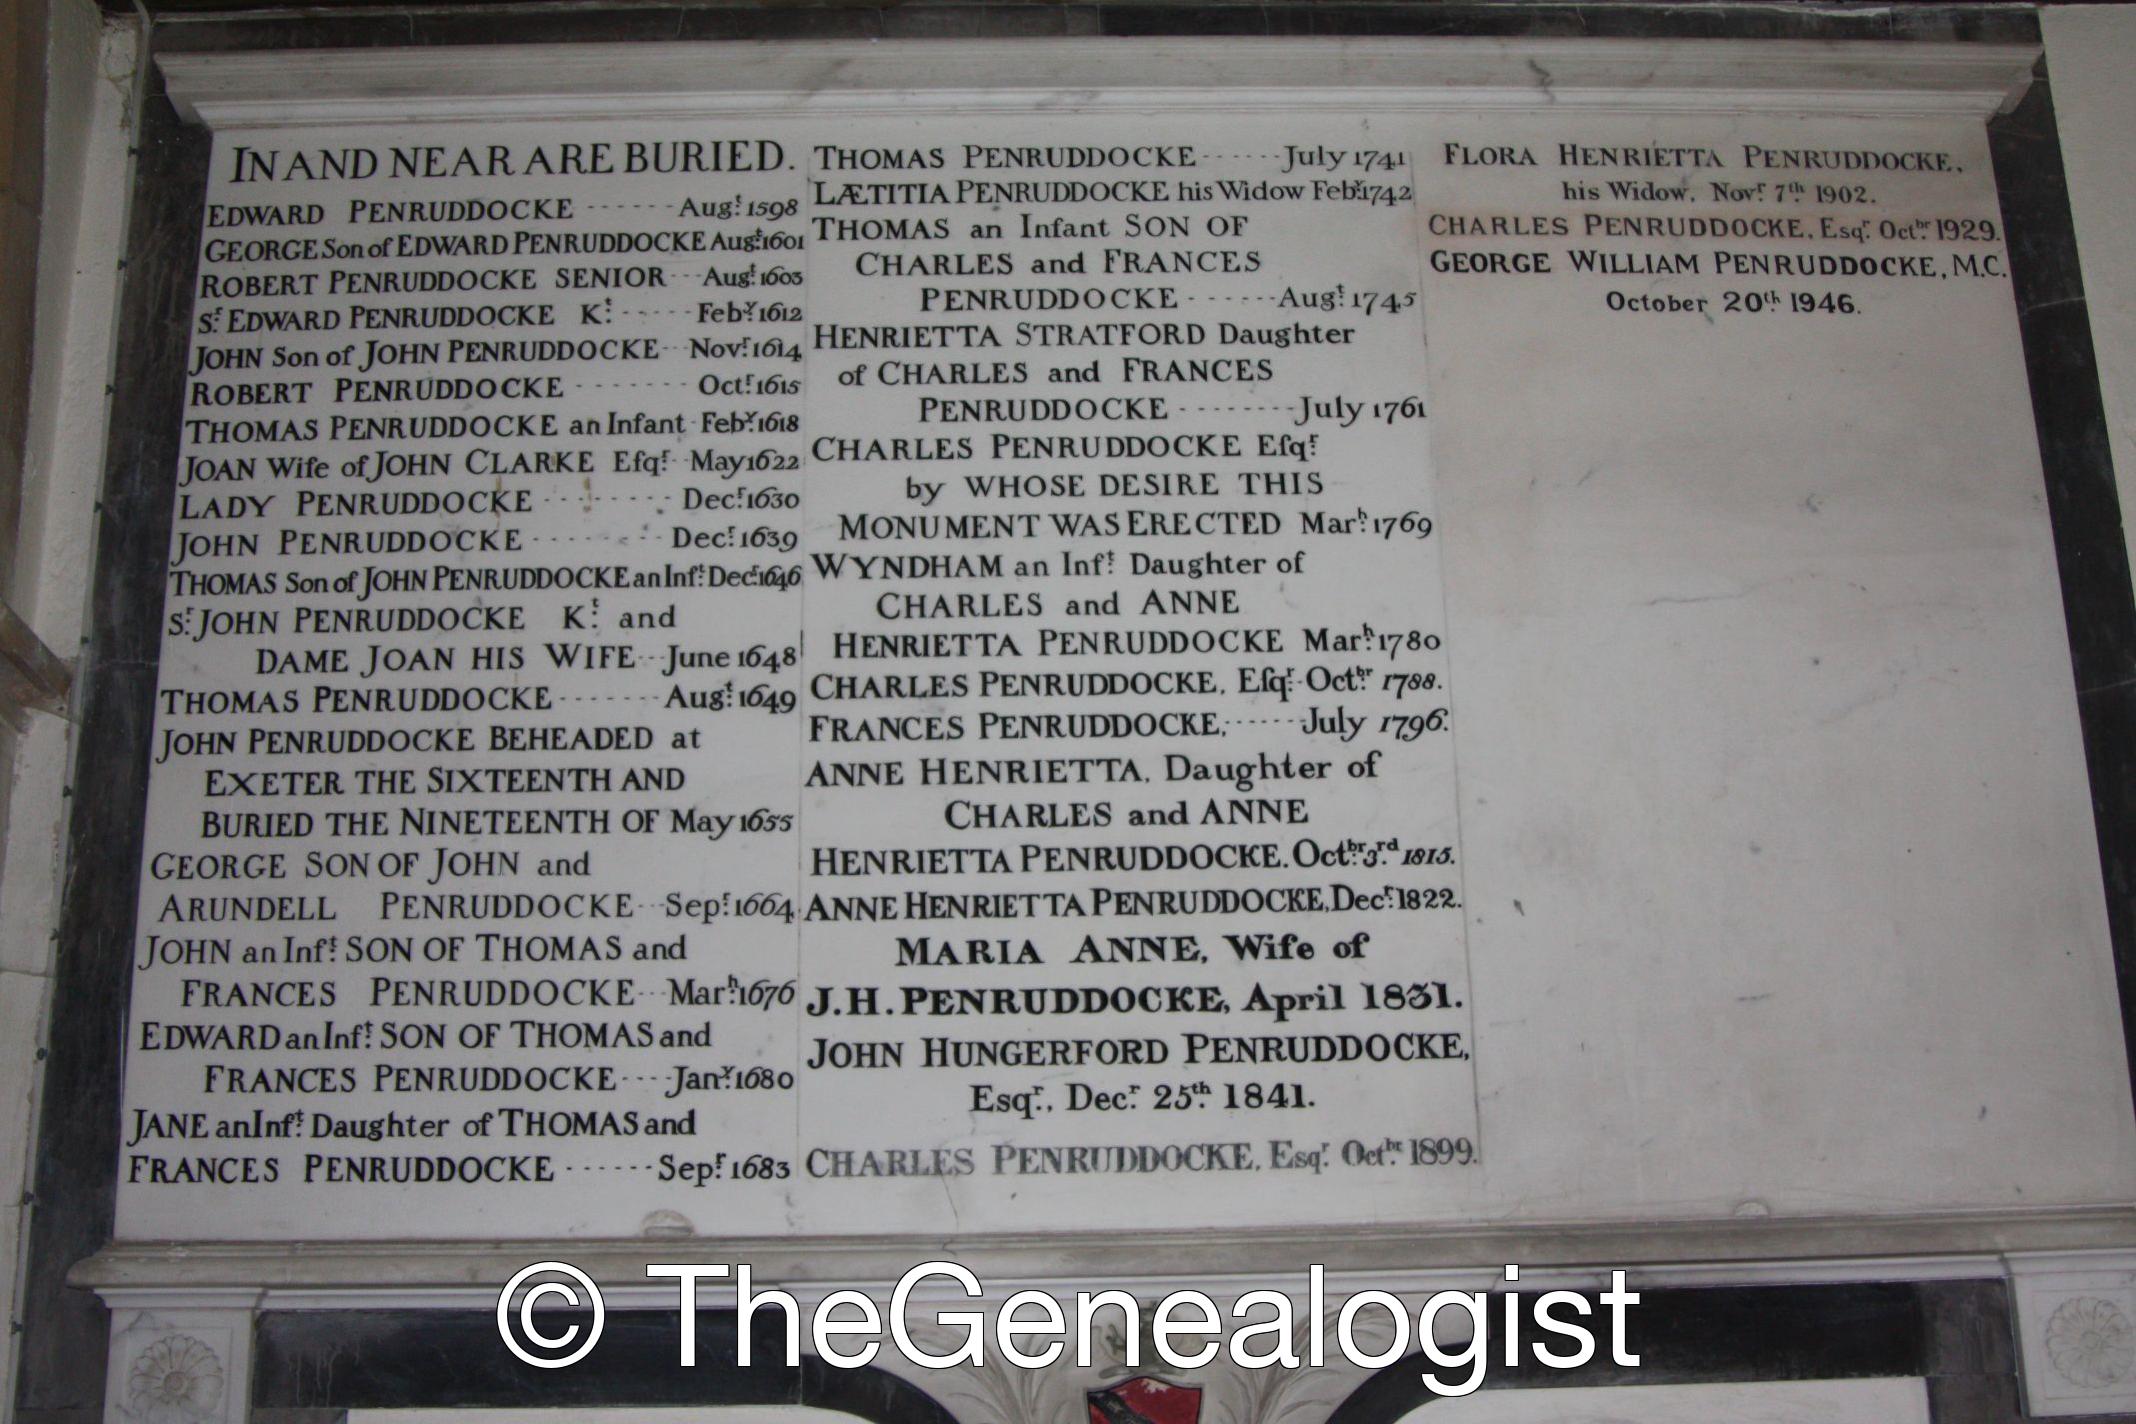 IN AND NEAR ARE BURIED.
EDWARD PENRUDDOCKE ------ Augt. 1598
GEORGE Son of EDWARD PENRUDDOCKE Augt. 1601
ROBERT PENRUDDOCKE SENIOR --- Augt. 1603
Sr. EDWARD PENRUDDOCKE Kt. ----- Feby. 1612
JOHN Son of JOHN PENRUDDOCKE -- Novr. 1614
ROBERT PENRUDDOCKE ------- Octr. 1615
THOMAS PENRUDDOCKE an Infant - Feby. 1618
JOAN Wife of JOHN CLARKE Eſqr. - May 1622
LADY PENRUDDOCKE -------- Decr. 1630
JOHN PENRUDDOCKE -------- Decr. 1639
THOMAS Son of JOHN PENRUDDOCKE an Inft. Decr. 1646
Sr. JOHN PENRUDDOCKE Kt. and
DAME JOAN HIS WIFE -- June 1648
THOMAS PENRUDDOCKE ------- Augt. 1649
JOHN PENRUDDOCKE BEHEADED at
EXETER THE SIXTEENTH AND
BURIED THE NINETEENTH OF May 1655
GEORGE SON OF JOHN and
ARUNDELL PENRUDDOCKE -- Sepr. 1664
JOHN an Inft. SON OF THOMAS and
FRANCES PENRUDDOCKE --- Marh. 1676
EDWARD an Inft. SON OF THOMAS and
FRANCES PENRUDDOCKE ---- Jany. 1680
JANE an Inft. Daughter of THOMAS and
FRANCES PENRUDDOCKE ------ Sepr. 1683
THOMAS PENRUDDOCKE ------ July 1741
LÆTITIA PENRUDDOCKE his Widow Feby. 1742
THOMAS an Infant SON OF
CHARLES and FRANCES
PENRUDDOCKE ------ Augt. 1745
HENRIETTA STRATFORD Daughter
of CHARLES and FRANCES
PENRUDDOCKE -------- July 1761
CHARLES PENRUDDOCKE Eſqr.
by WHOSE DESIRE THIS
MONUMENT WAS ERECTED Marh. 1769
WYNDHAM an Inft. Daughter of
CHARLES and ANNE
HENRIETTA PENRUDDOCKE Marh. 1780
CHARLES PENRUDDOCKE, Eſqr. - Octbr. 1788.
FRANCES PENRUDDOCKE, ------ July 1796.
ANNE HENRIETTA, Daughter of
CHARLES and ANNE
HENRIETTA PENRUDDOCKE. Octbr. 3rd. 1815.
ANNE HENRIETTA PENRUDDOCKE, Decr. 1822.
MARIA ANNE, Wife of
J.H. PENRUDDOCKE, April 1831.
JOHN HUNGERFORD PENRUDDOCKE,
Esqr., Decr. 25th. 1841.
CHARLES PENRUDDOCKE, Esqr. Octbr. 1899.
FLORA HENRIETTA PENRUDDOCKE,
his Widow, Novr. 7th. 1902.
CHARLES PENRUDDOCKE, Esqr. Octbr. 1929.
GEORGE WILLIAM PENRUDDOCKE, M.C.
October 20th. 1946.
© TheGenealogist